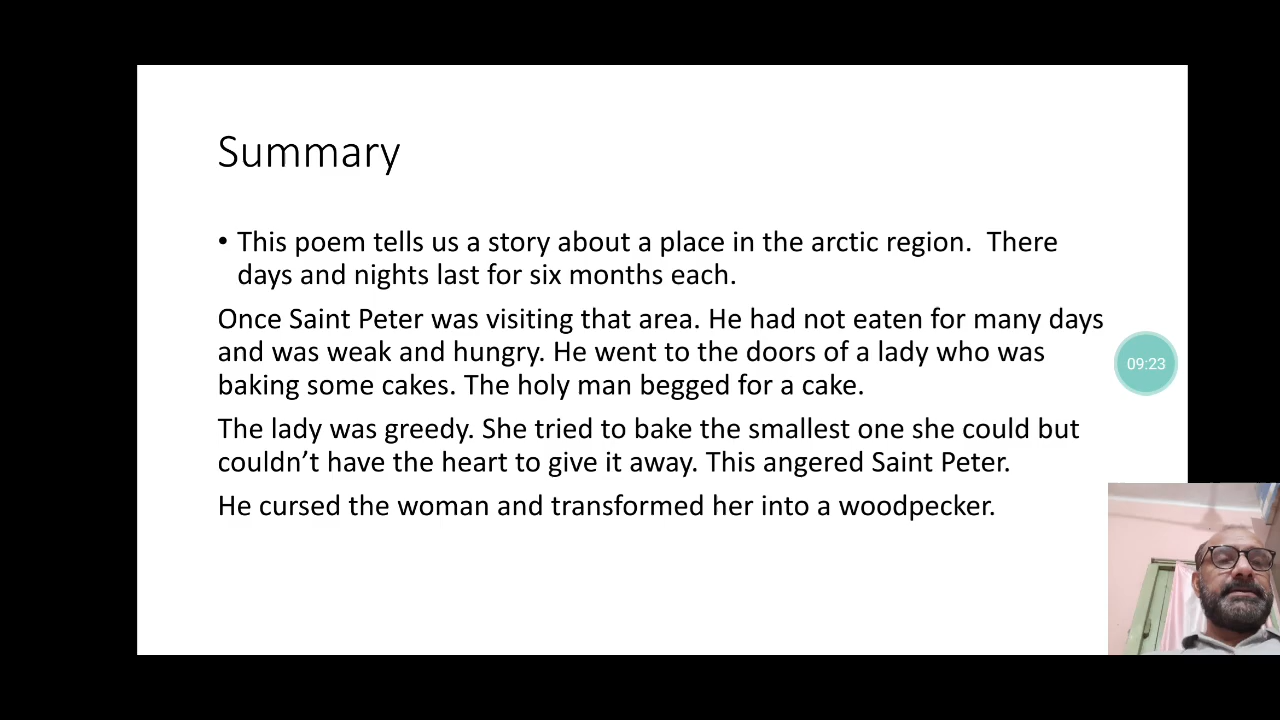 Summary
• This poem tells us a story about a place in the arctic region.  There
days and nights last for six months each.
Once Saint Peter was visiting that area. He had not eaten for many days
and was weak and hungry. He went to the doors of a lady who was
baking some cakes. The holy man begged for a cake.
09:23
The lady was greedy. She tried to bake the smallest one she could but
couldn’t have the heart to give it away. This angered Saint Peter.
He cursed the woman and transformed her into a woodpecker.